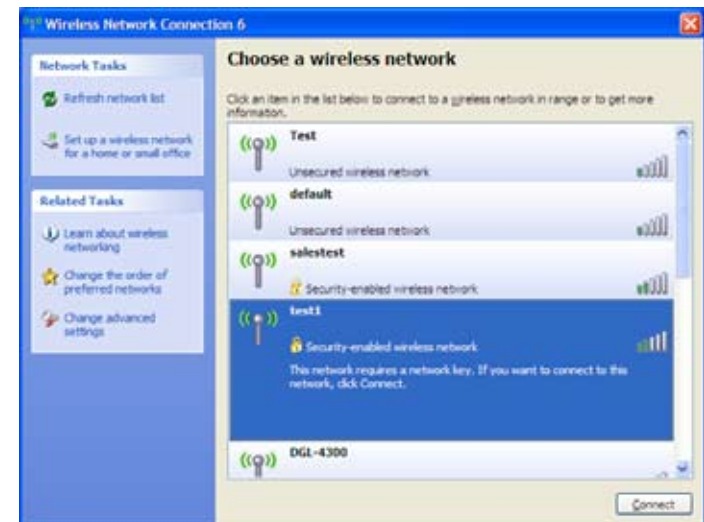 Wireless Network Connection 6
Network Tasks
Refresh network list
Set up a wireless network
for a home or small office
Related Tasks
Learn about wireless
networking
Change the order of
preferred networks
Change advanced
settings
Choose a wireless network
Click an item in the list below to connect to a wireless network in range or to get more
information.
Test
Unsecured wireless network
default
Unsecured wireless network
salestest
Security-enabled wireless network
test1
Security-enabled wireless network
This network requires a network key. If you want to connect to this
network, click Connect.
DGL-4300
Connect